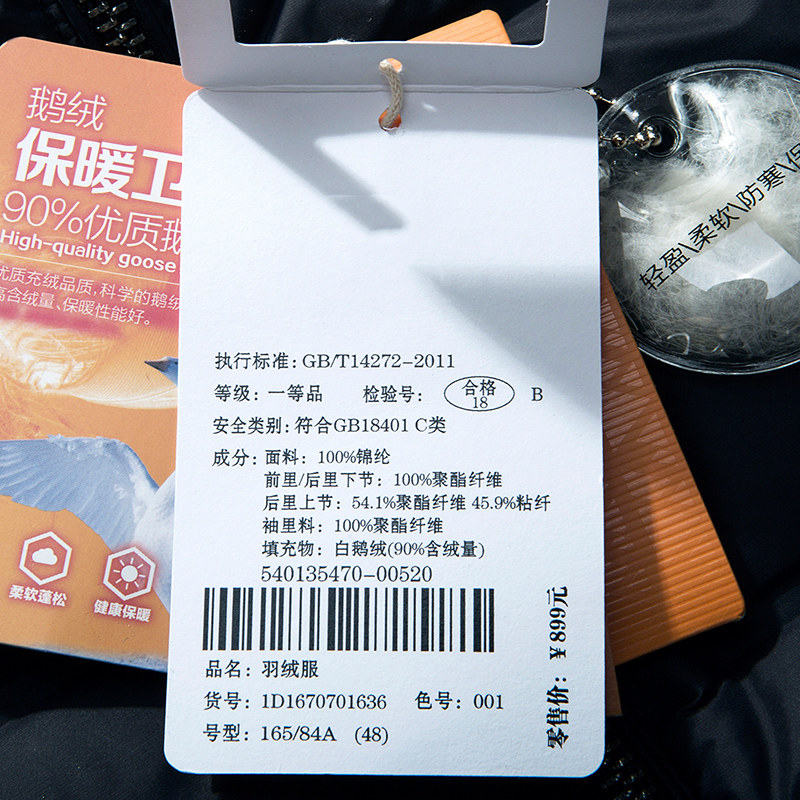 鹅绒
保暖卫
90%优质鹅
High-quality goose
优质充绒品质,科学的鹅绒
高含绒量、保暖性能好。
柔软蓬松
健康保暖
轻盈\柔软\防寒\保
执行标准: GB/T14272-2011
等级: 一等品 检验号: 合格 18 B
安全类别: 符合GB18401 C类
成分: 面料: 100%锦纶
前里/后里下节: 100%聚酯纤维
后里上节: 54.1%聚酯纤维 45.9%粘纤
袖里料: 100%聚酯纤维
填充物: 白鹅绒(90%含绒量)
540135470-00520
品名: 羽绒服
货号: 1D1670701636 色号: 001
号型: 165/84A (48)
零售价: ¥899元